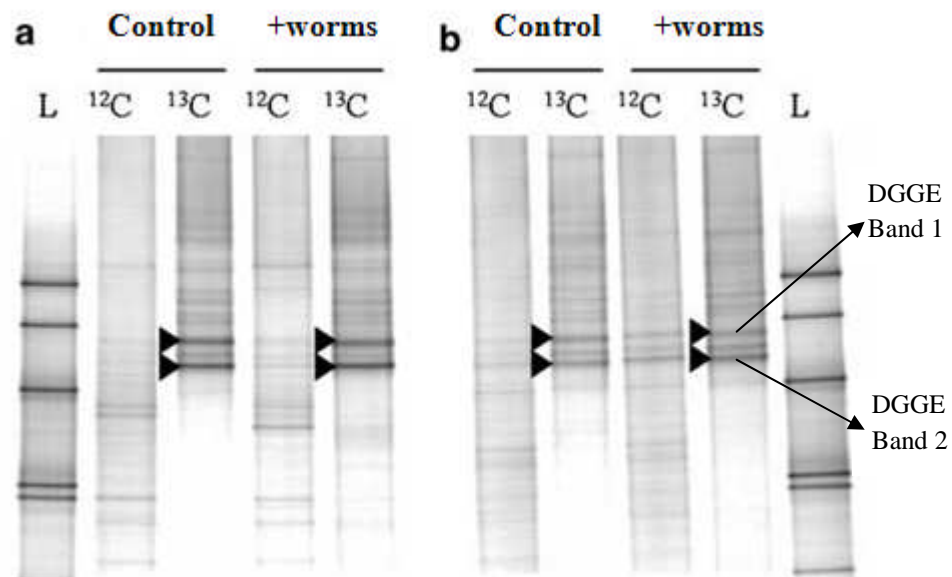 a Control +worms b Control +worms
L ¹²C ¹³C ¹²C ¹³C ¹²C ¹³C ¹²C ¹³C L
DGGE
Band 1
DGGE
Band 2